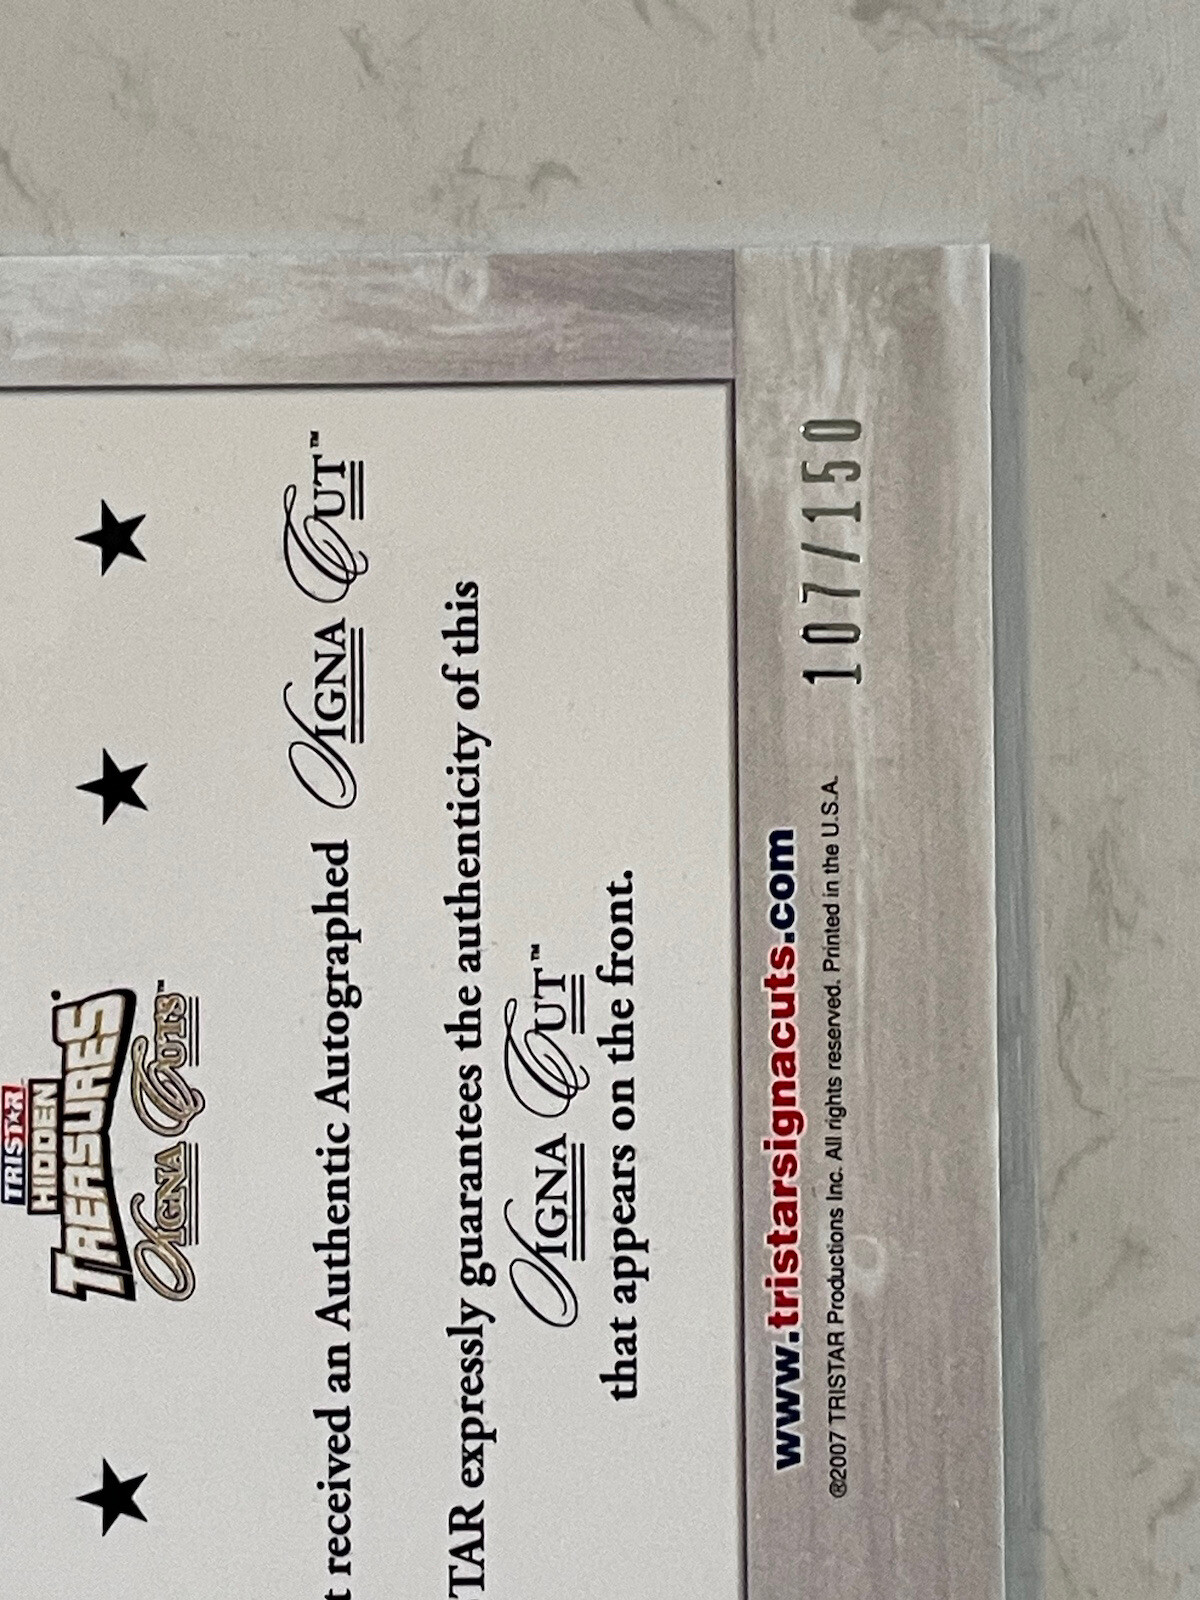 TRISTAR
HIDDEN
TREASURES
SIGNA CUTS™
t received an Authentic Autographed SIGNA CUT™
TAR expressly guarantees the authenticity of this
SIGNA CUT™
that appears on the front.
www.tristarsignacuts.com
®2007 TRISTAR Productions Inc. All rights reserved. Printed in the U.S.A.
107/150